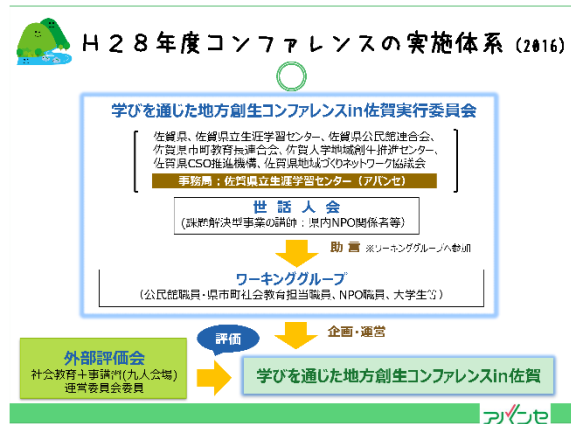 H28年度コンファレンスの実施体系(2016)
学びを通じた地方創生コンファレンスin佐賀実行委員会
佐賀県、佐賀県立生涯学習センター、佐賀県公民館連合会、
佐賀県市町教育長連合会、佐賀大学地域創生推進センター、
佐賀県CSO推進機構、佐賀県地域づくりネットワーク協議会
事務局:佐賀県立生涯学習センター(アバンセ)
世話人会
(課題解決型事業の講師:県内NPO関係者等)
助言 ※ワーキンググループへ参加
ワーキンググループ
(公民館職員・県市町社会教育担当職員、NPO職員、大学生等)
評価
企画・運営
外部評価会
社会教育主事講習(九大会場)
運営委員会委員
学びを通じた地方創生コンファレンスin佐賀
アバンセ